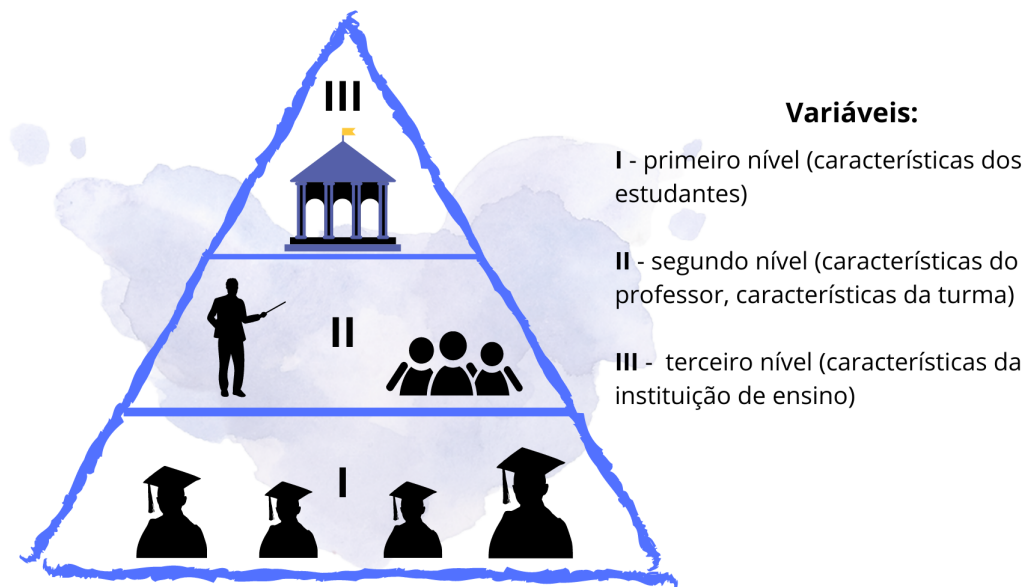 III
II
I
Variáveis:
I - primeiro nível (características dos
estudantes)
II - segundo nível (características do
professor, características da turma)
III - terceiro nível (características da
instituição de ensino)